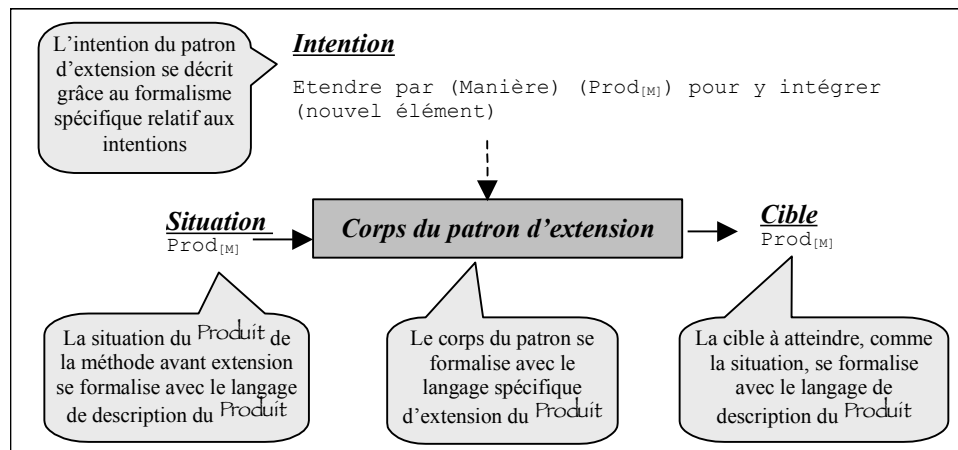 L'intention du patron
d'extension se décrit
grâce au formalisme
spécifique relatif aux
intentions
Intention
Etendre par (Manière) (Prod[M]) pour y intégrer
(nouvel élément)
Situation
Prod[M]
Corps du patron d'extension
Cible
Prod[M]
La situation du Produit de
la méthode avant extension
se formalise avec le langage
de description du Produit
Le corps du patron se
formalise avec le
langage spécifique
d'extension du Produit
La cible à atteindre, comme
la situation, se formalise
avec le langage de
description du Produit